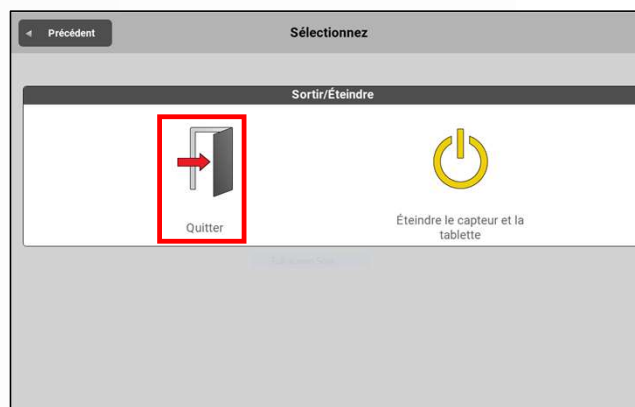 Précédent
Sélectionnez
Sortir/Éteindre
Quitter
Éteindre le capteur et la
tablette